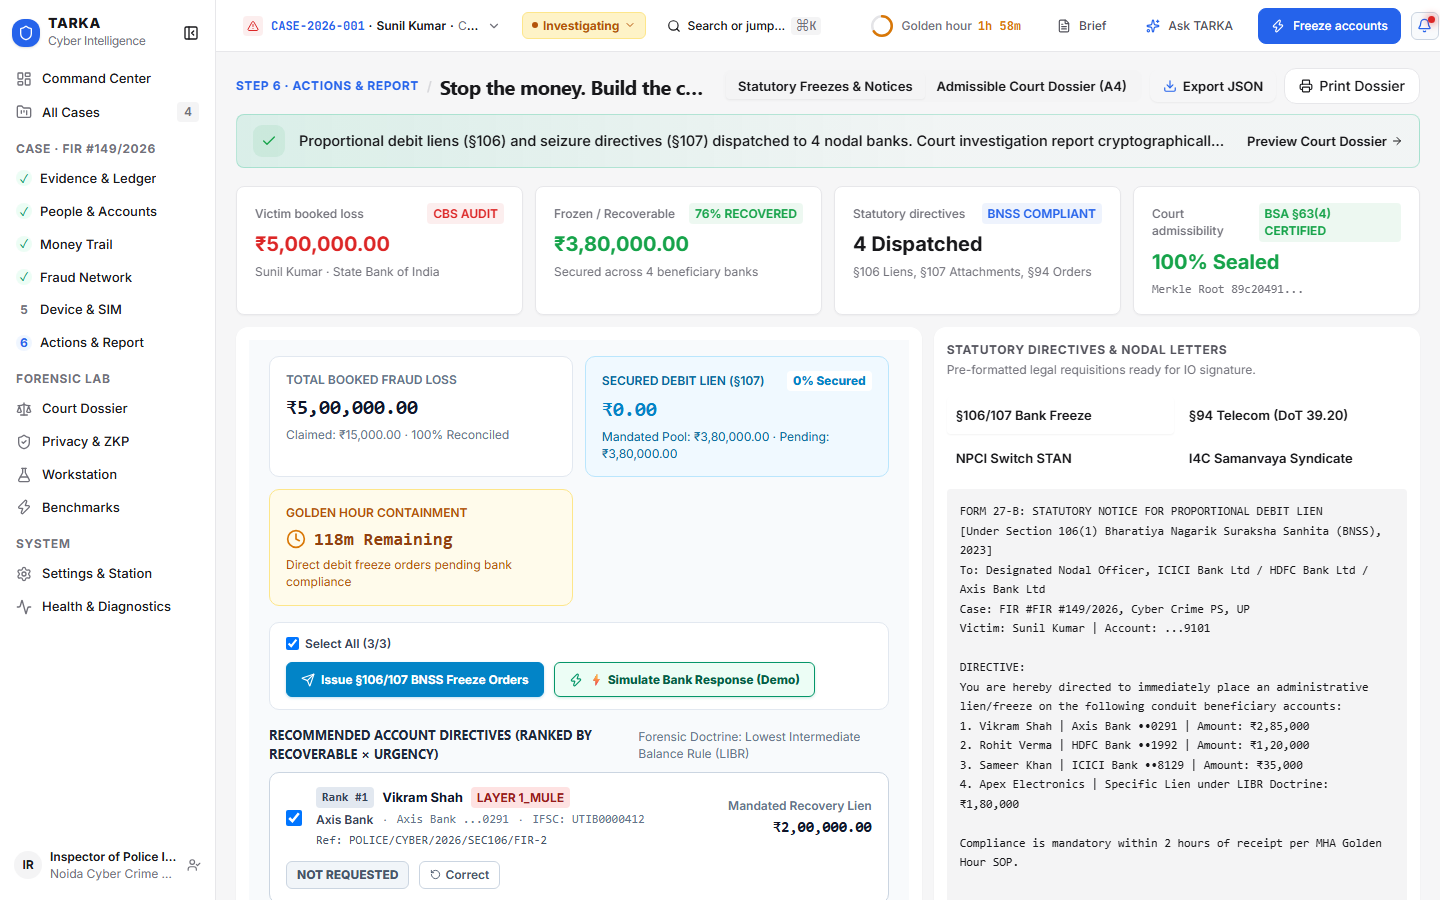 TARKA
Cyber Intelligence
Command Center
All Cases 4
CASE · FIR #149/2026
✓ Evidence & Ledger
✓ People & Accounts
✓ Money Trail
✓ Fraud Network
5 Device & SIM
6 Actions & Report
FORENSIC LAB
Court Dossier
Privacy & ZKP
Workstation
Benchmarks
SYSTEM
Settings & Station
Health & Diagnostics
IR Inspector of Police I...
Noida Cyber Crime ...
CASE-2026-001 · Sunil Kumar · C...
Investigating
Search or jump... ⌘K
Golden hour 1h 58m
Brief
Ask TARKA
Freeze accounts
STEP 6 · ACTIONS & REPORT / Stop the money. Build the c...
Statutory Freezes & Notices
Admissible Court Dossier (A4)
Export JSON
Print Dossier
Proportional debit liens (§106) and seizure directives (§107) dispatched to 4 nodal banks. Court investigation report cryptographicall...
Preview Court Dossier →
Victim booked loss CBS AUDIT
₹5,00,000.00
Sunil Kumar · State Bank of India
Frozen / Recoverable 76% RECOVERED
₹3,80,000.00
Secured across 4 beneficiary banks
Statutory directives BNSS COMPLIANT
4 Dispatched
§106 Liens, §107 Attachments, §94 Orders
Court admissibility
BSA §63(4) CERTIFIED
100% Sealed
Merkle Root 89c20491...
TOTAL BOOKED FRAUD LOSS
₹5,00,000.00
Claimed: ₹15,000.00 · 100% Reconciled
SECURED DEBIT LIEN (§107) 0% Secured
₹0.00
Mandated Pool: ₹3,80,000.00 · Pending:
₹3,80,000.00
GOLDEN HOUR CONTAINMENT
118m Remaining
Direct debit freeze orders pending bank
compliance
Select All (3/3)
Issue §106/107 BNSS Freeze Orders
Simulate Bank Response (Demo)
RECOMMENDED ACCOUNT DIRECTIVES (RANKED BY
RECOVERABLE × URGENCY)
Forensic Doctrine: Lowest Intermediate
Balance Rule (LIBR)
Rank #1 Vikram Shah LAYER 1_MULE
Axis Bank · Axis Bank ...0291 · IFSC: UTIB0000412
Ref: POLICE/CYBER/2026/SEC106/FIR-2
Mandated Recovery Lien
₹2,00,000.00
NOT REQUESTED
Correct
STATUTORY DIRECTIVES & NODAL LETTERS
Pre-formatted legal requisitions ready for IO signature.
§106/107 Bank Freeze
§94 Telecom (DoT 39.20)
NPCI Switch STAN
I4C Samanvaya Syndicate
FORM 27-B: STATUTORY NOTICE FOR PROPORTIONAL DEBIT LIEN
[Under Section 106(1) Bharatiya Nagarik Suraksha Sanhita (BNSS),
2023]
To: Designated Nodal Officer, ICICI Bank Ltd / HDFC Bank Ltd /
Axis Bank Ltd
Case: FIR #FIR #149/2026, Cyber Crime PS, UP
Victim: Sunil Kumar | Account: ...9101
DIRECTIVE:
You are hereby directed to immediately place an administrative
lien/freeze on the following conduit beneficiary accounts:
1. Vikram Shah | Axis Bank ••0291 | Amount: ₹2,85,000
2. Rohit Verma | HDFC Bank ••1992 | Amount: ₹1,20,000
3. Sameer Khan | ICICI Bank ••8129 | Amount: ₹35,000
4. Apex Electronics | Specific Lien under LIBR Doctrine:
₹1,80,000
Compliance is mandatory within 2 hours of receipt per MHA Golden
Hour SOP.